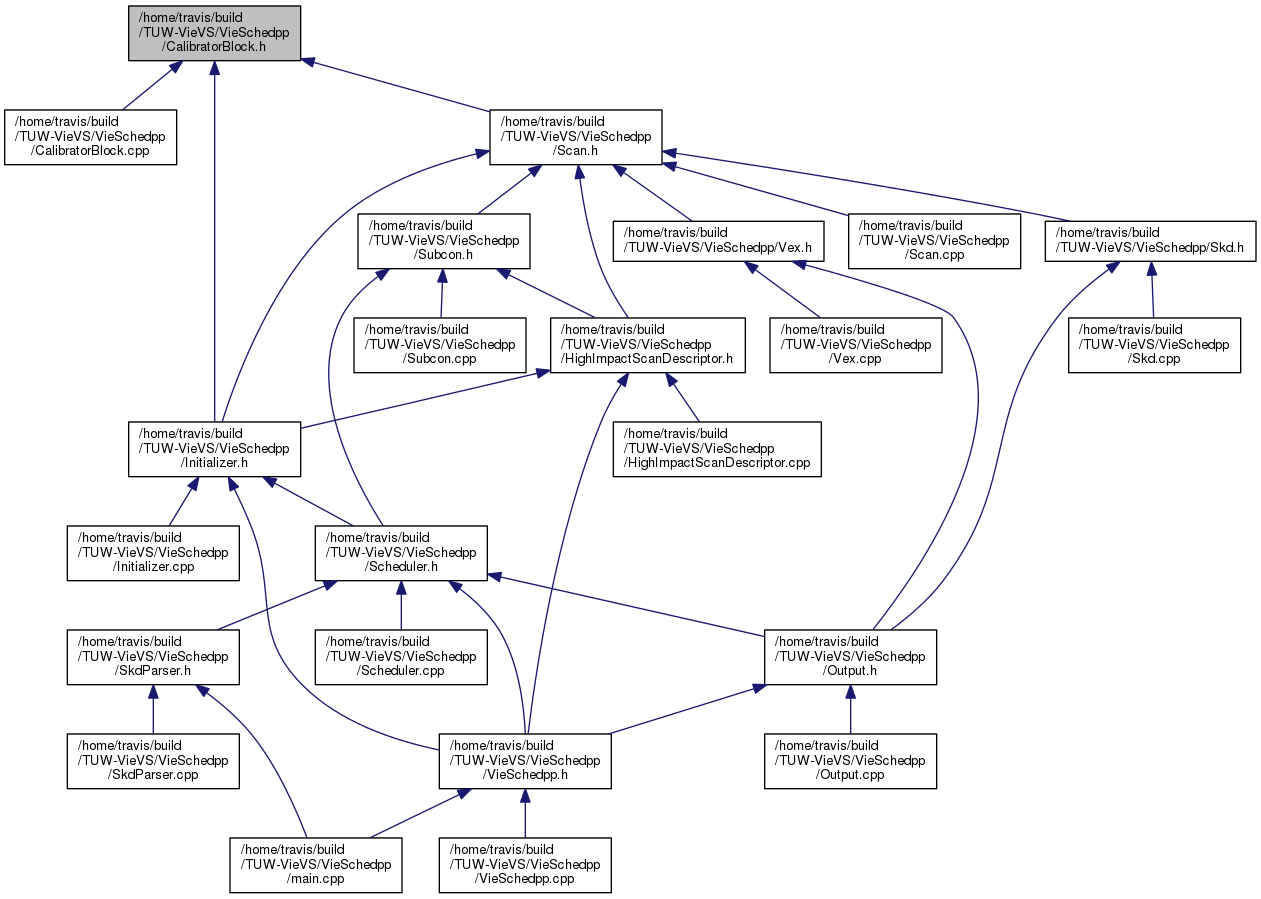 /home/travis/build
/TUW-VieVS/VieSchedpp
/CalibratorBlock.h
/home/travis/build
/TUW-VieVS/VieSchedpp
/CalibratorBlock.cpp
/home/travis/build
/TUW-VieVS/VieSchedpp
/Scan.h
/home/travis/build
/TUW-VieVS/VieSchedpp
/Subcon.h
/home/travis/build
/TUW-VieVS/VieSchedpp/Vex.h
/home/travis/build
/TUW-VieVS/VieSchedpp
/Scan.cpp
/home/travis/build
/TUW-VieVS/VieSchedpp/Skd.h
/home/travis/build
/TUW-VieVS/VieSchedpp
/Subcon.cpp
/home/travis/build
/TUW-VieVS/VieSchedpp
/HighImpactScanDescriptor.h
/home/travis/build
/TUW-VieVS/VieSchedpp
/Vex.cpp
/home/travis/build
/TUW-VieVS/VieSchedpp
/Skd.cpp
/home/travis/build
/TUW-VieVS/VieSchedpp
/Initializer.h
/home/travis/build
/TUW-VieVS/VieSchedpp
/HighImpactScanDescriptor.cpp
/home/travis/build
/TUW-VieVS/VieSchedpp
/Initializer.cpp
/home/travis/build
/TUW-VieVS/VieSchedpp
/Scheduler.h
/home/travis/build
/TUW-VieVS/VieSchedpp
/SkdParser.h
/home/travis/build
/TUW-VieVS/VieSchedpp
/Scheduler.cpp
/home/travis/build
/TUW-VieVS/VieSchedpp
/Output.h
/home/travis/build
/TUW-VieVS/VieSchedpp
/SkdParser.cpp
/home/travis/build
/TUW-VieVS/VieSchedpp
/VieSchedpp.h
/home/travis/build
/TUW-VieVS/VieSchedpp
/Output.cpp
/home/travis/build
/TUW-VieVS/VieSchedpp
/main.cpp
/home/travis/build
/TUW-VieVS/VieSchedpp
/VieSchedpp.cpp